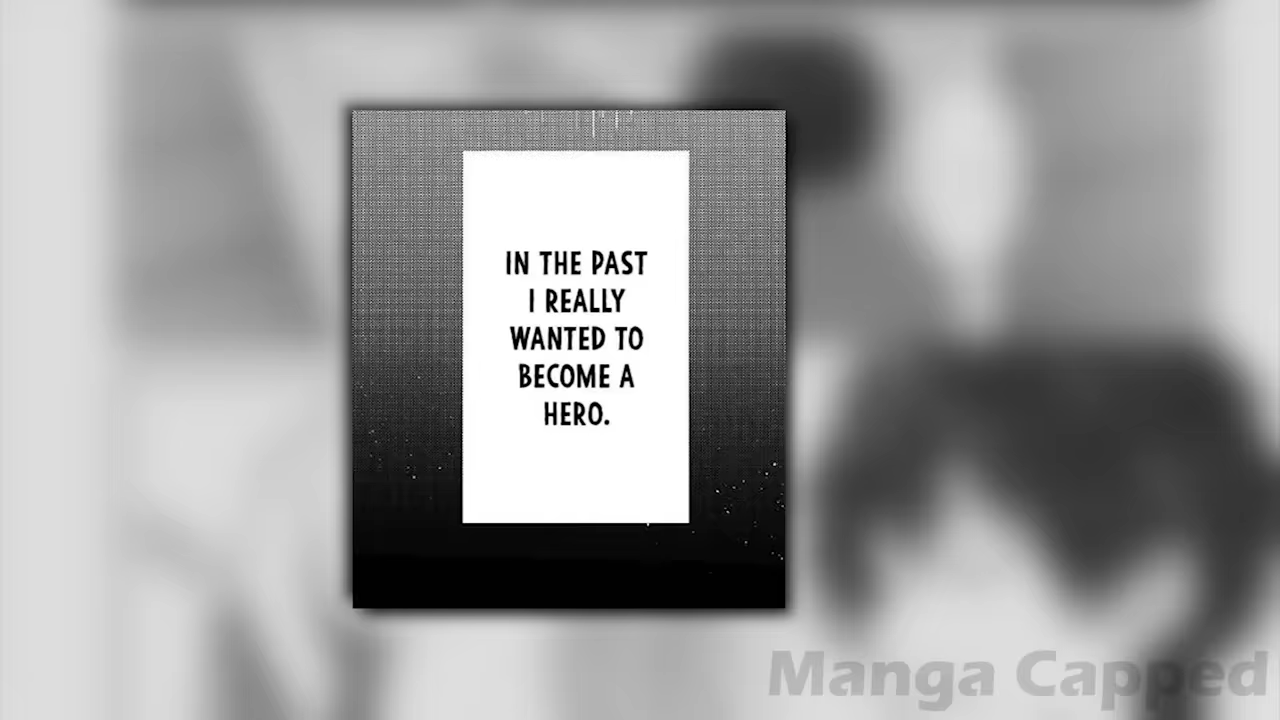 IN THE PAST
I REALLY
WANTED TO
BECOME A
HERO.
Manga Capped